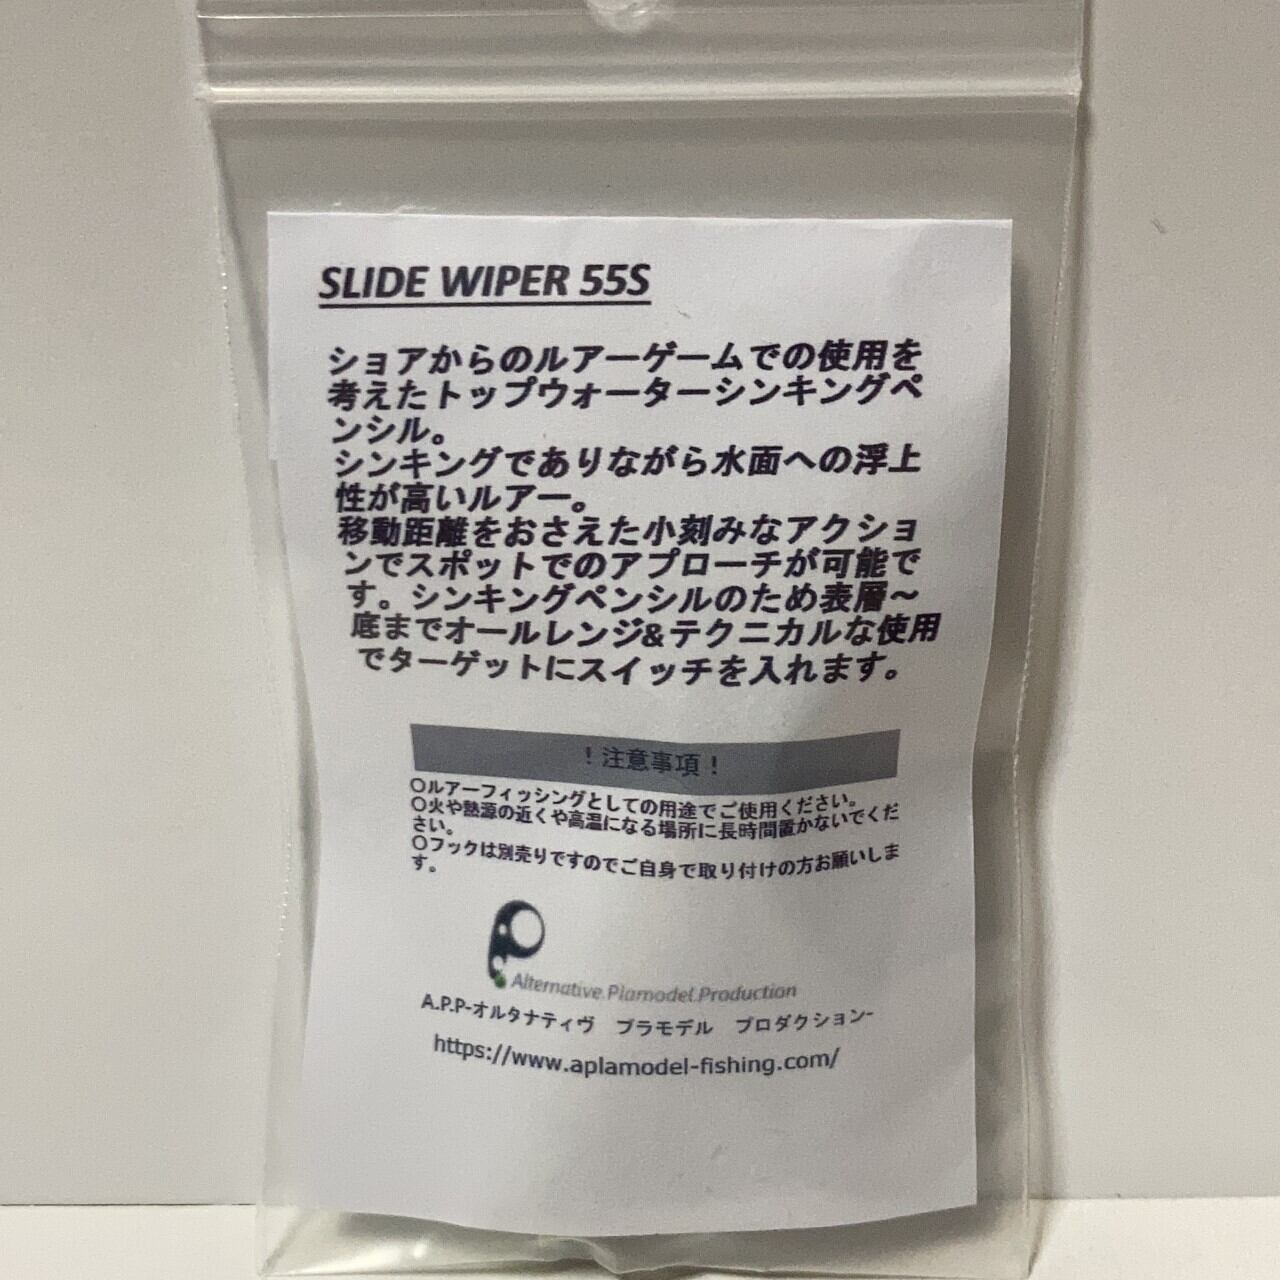 SLIDE WIPER 55S
ショアからのルアーゲームでの使用を
考えたトップウォーターシンキングペ
ンシル。
シンキングでありながら水面への浮上
性が高いルアー。
移動距離をおさえた小刻みなアクショ
ンでスポットでのアプローチが可能で
す。シンキングペンシルのため表層～
底までオールレンジ&テクニカルな使用
でターゲットにスイッチを入れます。
！注意事項！
〇ルアーフィッシングとしての用途でご使用ください。
〇火や熱源の近くや高温になる場所に長時間置かないでくだ
さい。
〇フックは別売りですのでご自身で取り付けの方お願いしま
す。
Alternative.Plamodel.Production
A.P.P-オルタナティヴ　プラモデル　プロダクション-
https://www.aplamodel-fishing.com/